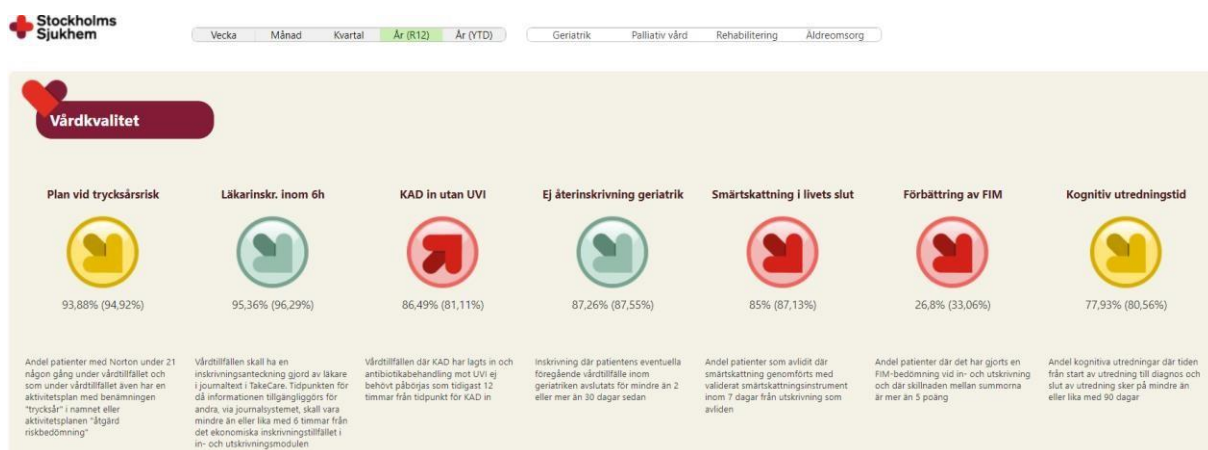 Stockholms
Sjukhem
Vecka Månad Kvartal År (R12) År (YTD)
Geriatrik Palliativ vård Rehabilitering Äldreomsorg
Vårdkvalitet
Plan vid trycksårsrisk
93,88% (94,92%)
Andel patienter med Norton under 21
någon gång under vårdtillfället och
som under vårdtillfället även har en
aktivitetsplan med benämningen
"trycksår" i namnet eller
aktivitetsplanen "åtgärd
riskbedömning"
Läkarinskr. inom 6h
95,36% (96,29%)
Vårdtillfällen skall ha en
inskrivningsanteckning gjord av läkare
i journaltext i TakeCare. Tidpunkten för
då informationen tillgängliggörs för
andra, via journalsystemet, skall vara
mindre än eller lika med 6 timmar från
det ekonomiska inskrivningstillfället i
in- och utskrivningsmodulen
KAD in utan UVI
86,49% (81,11%)
Vårdtillfällen där KAD har lagts in och
antibiotikabehandling mot UVI ej
behövt påbörjas som tidigast 12
timmar från tidpunkt för KAD in
Ej återinskrivning geriatrik
87,26% (87,55%)
Inskrivning där patientens eventuella
föregående vårdtillfälle inom
geriatriken avslutats för mindre än 2
eller mer än 30 dagar sedan
Smärtskattning i livets slut
85% (87,13%)
Andel patienter som avlidit där
smärtskattning genomförts med
validerat smärtskattningsinstrument
inom 7 dagar från utskrivning som
avliden
Förbättring av FIM
26,8% (33,06%)
Andel patienter där det har gjorts en
FIM-bedömning vid in- och utskrivning
och där skillnaden mellan summorna
är mer än 5 poäng
Kognitiv utredningstid
77,93% (80,56%)
Andel kognitiva utredningar där tiden
från start av utredning till diagnos och
slut av utredning sker på mindre än
eller lika med 90 dagar